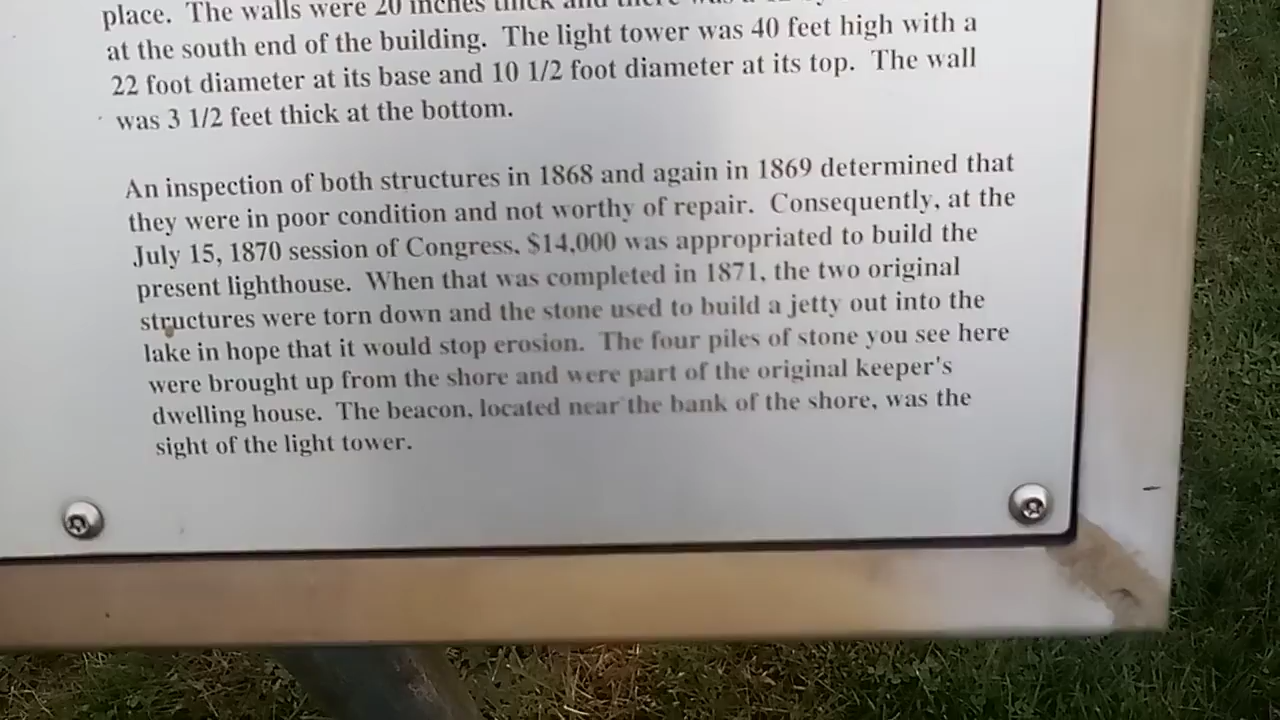 place. The walls were 20 inches thick and there was a
at the south end of the building. The light tower was 40 feet high with a
22 foot diameter at its base and 10 1/2 foot diameter at its top. The wall
was 3 1/2 feet thick at the bottom.
An inspection of both structures in 1868 and again in 1869 determined that
they were in poor condition and not worthy of repair. Consequently, at the
July 15, 1870 session of Congress, $14,000 was appropriated to build the
present lighthouse. When that was completed in 1871, the two original
structures were torn down and the stone used to build a jetty out into the
lake in hope that it would stop erosion. The four piles of stone you see here
were brought up from the shore and were part of the original keeper's
dwelling house. The beacon, located near the bank of the shore, was the
sight of the light tower.